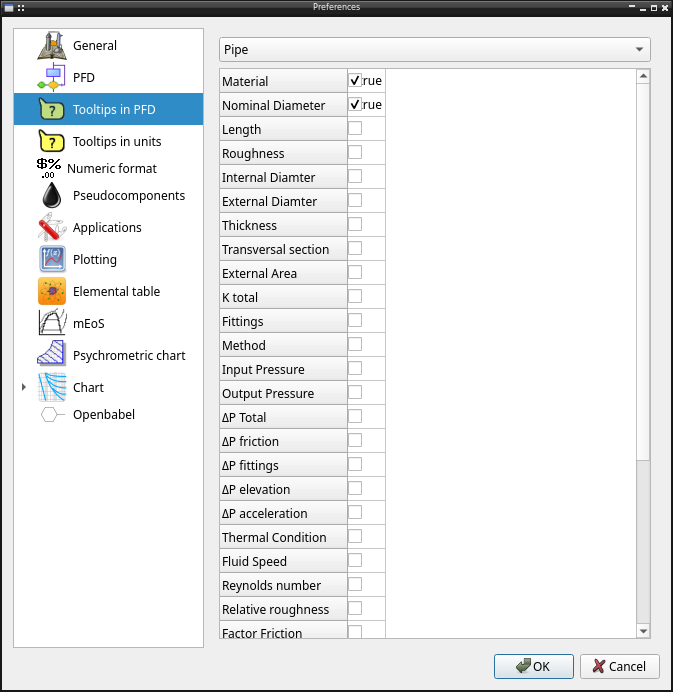 Preferences
General
PFD
Tooltips in PFD
Tooltips in units
$%
.00
Numeric format
Pseudocomponents
Applications
f(x)
Plotting
Elemental table
mEoS
Psychrometric chart
Chart
Openbabel
Pipe
Material rue
Nominal Diameter rue
Length
Roughness
Internal Diamter
External Diamter
Thickness
Transversal section
External Area
K total
Fittings
Method
Input Pressure
Output Pressure
ΔP Total
ΔP friction
ΔP fittings
ΔP elevation
ΔP acceleration
Thermal Condition
Fluid Speed
Reynolds number
Relative roughness
Factor Friction
OK
Cancel